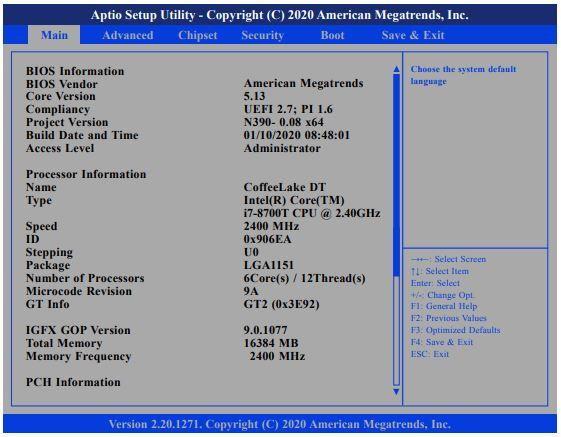 Aptio Setup Utility - Copyright (C) 2020 American Megatrends, Inc.
Main Advanced Chipset Security Boot Save & Exit
BIOS Information
BIOS Vendor American Megatrends
Core Version 5.13
Compliancy UEFI 2.7; PI 1.6
Project Version N390- 0.08 x64
Build Date and Time 01/10/2020 08:48:01
Access Level Administrator
Processor Information
Name CoffeeLake DT
Type Intel(R) Core(TM)
i7-8700T CPU @ 2.40GHz
Speed 2400 MHz
ID 0x906EA
Stepping U0
Package LGA1151
Number of Processors 6Core(s) / 12Thread(s)
Microcode Revision 9A
GT Info GT2 (0x3E92)
IGFX GOP Version 9.0.1077
Total Memory 16384 MB
Memory Frequency 2400 MHz
PCH Information
Choose the system default
language
→←: Select Screen
↑↓: Select Item
Enter: Select
+/-: Change Opt.
F1: General Help
F2: Previous Values
F3: Optimized Defaults
F4: Save & Exit
ESC: Exit
Version 2.20.1271. Copyright (C) 2020 American Megatrends, Inc.